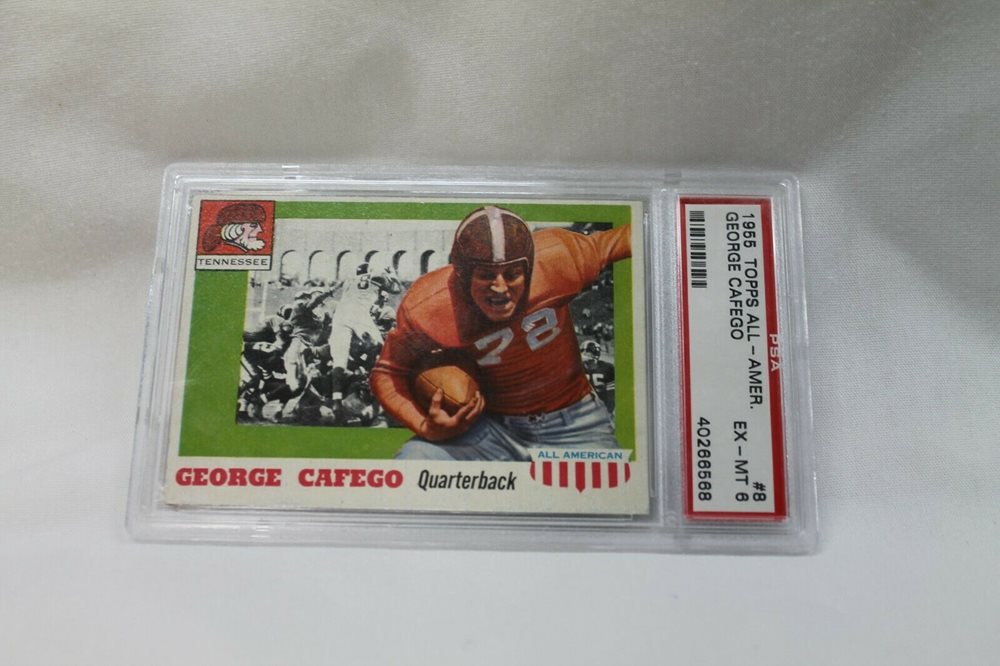 TENNESSEE
78
ALL AMERICAN
GEORGE CAFEGO Quarterback
PSA
1955 TOPPS ALL-AMER. #8
GEORGE CAFEGO EX-MT 6
40266568